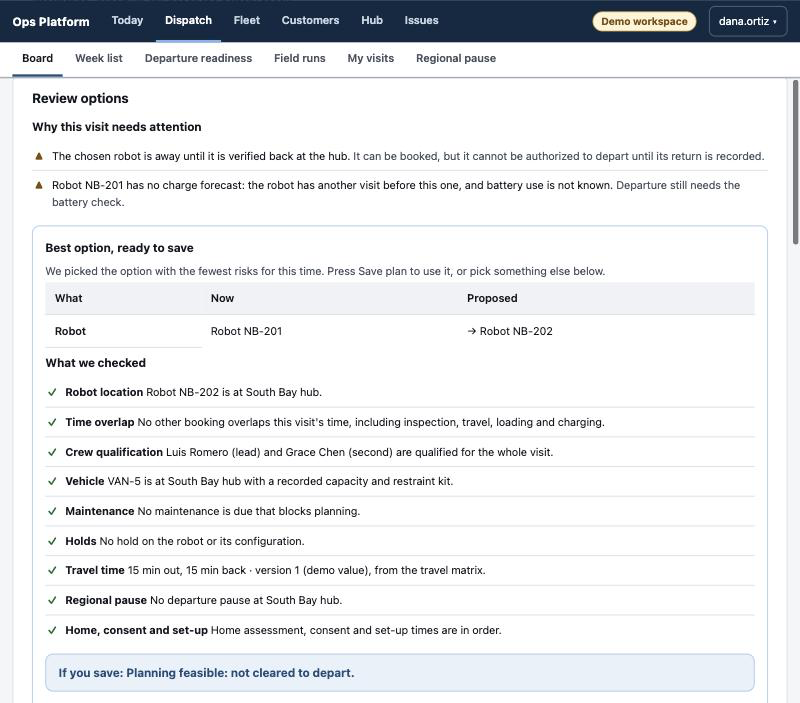 Ops Platform Today Dispatch Fleet Customers Hub Issues Demo workspace dana.ortiz ▾
Board Week list Departure readiness Field runs My visits Regional pause
Review options
Why this visit needs attention
The chosen robot is away until it is verified back at the hub. It can be booked, but it cannot be authorized to depart until its return is recorded.
Robot NB-201 has no charge forecast: the robot has another visit before this one, and battery use is not known. Departure still needs the
battery check.
Best option, ready to save
We picked the option with the fewest risks for this time. Press Save plan to use it, or pick something else below.
What Now Proposed
Robot Robot NB-201 → Robot NB-202
What we checked
Robot location Robot NB-202 is at South Bay hub.
Time overlap No other booking overlaps this visit's time, including inspection, travel, loading and charging.
Crew qualification Luis Romero (lead) and Grace Chen (second) are qualified for the whole visit.
Vehicle VAN-5 is at South Bay hub with a recorded capacity and restraint kit.
Maintenance No maintenance is due that blocks planning.
Holds No hold on the robot or its configuration.
Travel time 15 min out, 15 min back · version 1 (demo value), from the travel matrix.
Regional pause No departure pause at South Bay hub.
Home, consent and set-up Home assessment, consent and set-up times are in order.
If you save: Planning feasible: not cleared to depart.